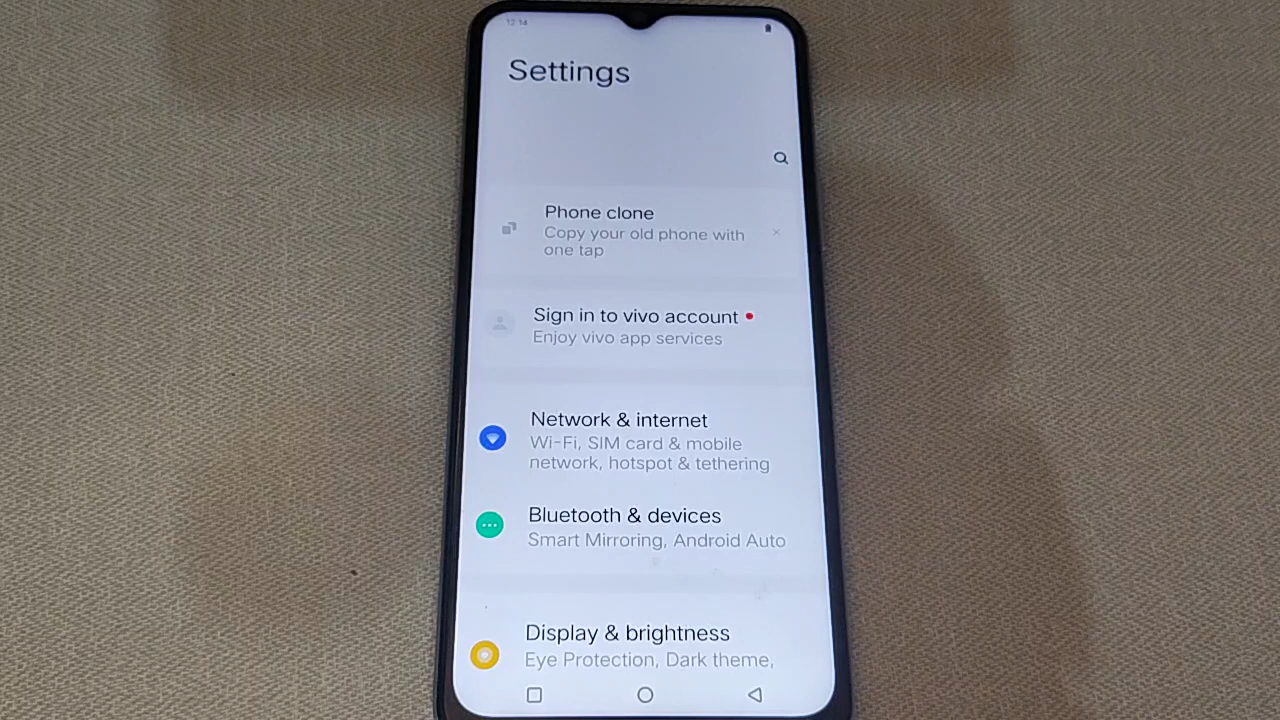 12:14
Settings
Phone clone
Copy your old phone with
one tap
Sign in to vivo account
Enjoy vivo app services
Network & internet
Wi-Fi, SIM card & mobile
network, hotspot & tethering
Bluetooth & devices
Smart Mirroring, Android Auto
Display & brightness
Eye Protection, Dark theme,